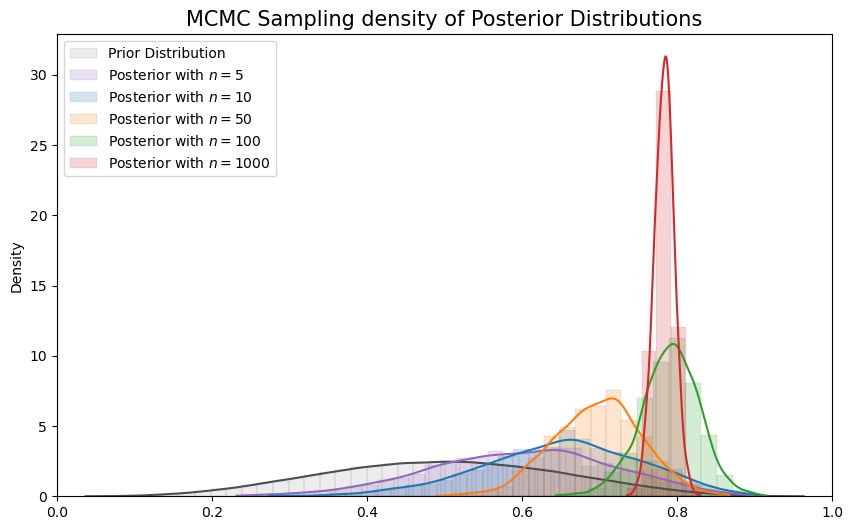 MCMC Sampling density of Posterior Distributions
Prior Distribution
Posterior with n = 5
Posterior with n = 10
Posterior with n = 50
Posterior with n = 100
Posterior with n = 1000
Density
30
25
20
15
10
5
0
0.0 0.2 0.4 0.6 0.8 1.0